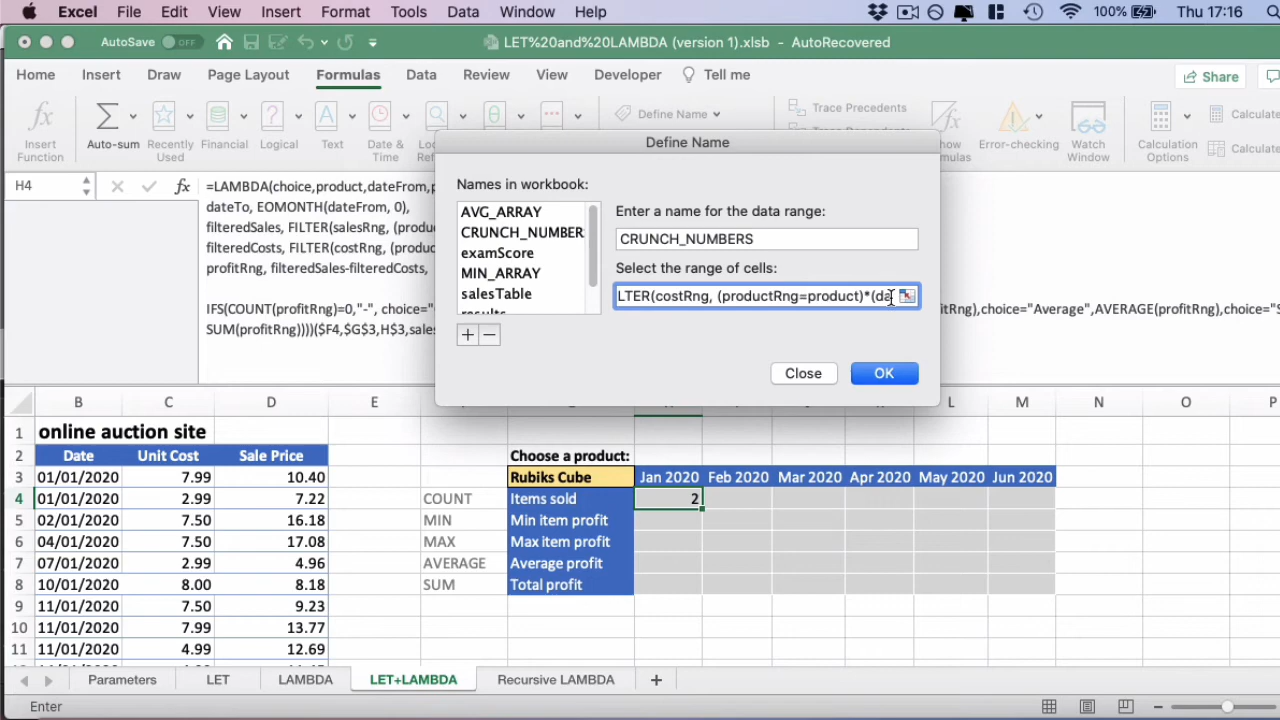 Excel File Edit View Insert Format Tools Data Window Help 100% Thu 17:16
AutoSave OFF LET%20and%20LAMBDA (version 1).xlsb - AutoRecovered
Home Insert Draw Page Layout Formulas Data Review View Developer Tell me Share
Insert Function
Auto-sum
Recently Used
Financial
Logical
Text
Date & Time
Define Name
Trace Precedents
Error-checking
Watch Window
Calculation Options
H4 fx =LAMBDA(choice,product,dateFrom,
dateTo, EOMONTH(dateFrom, 0),
filteredSales, FILTER(salesRng,
filteredCosts, FILTER(costRng,
profitRng, filteredSales-filteredCosts,
IFS(COUNT(profitRng)=0,"-", choice=
choice="Average",AVERAGE(profitRng),
SUM(profitRng))))($F4,$G$3,H$3,
Define Name
Names in workbook:
AVG_ARRAY
CRUNCH_NUMBER
examScore
MIN_ARRAY
salesTable
results
Enter a name for the data range:
CRUNCH_NUMBERS
Select the range of cells:
LTER(costRng, (productRng=product)*(da
+ −
Close OK
B C D E L M N O P
1 online auction site
2 Date Unit Cost Sale Price Choose a product:
3 01/01/2020 7.99 10.40 Rubiks Cube Jan 2020 Feb 2020 Mar 2020 Apr 2020 May 2020 Jun 2020
4 01/01/2020 2.99 7.22 COUNT Items sold 2
5 02/01/2020 7.50 16.18 MIN Min item profit
6 04/01/2020 7.50 17.08 MAX Max item profit
7 07/01/2020 2.99 4.96 AVERAGE Average profit
8 10/01/2020 8.00 8.18 SUM Total profit
9 11/01/2020 7.50 9.23
10 11/01/2020 7.99 13.77
11 11/01/2020 4.99 12.69
Parameters LET LAMBDA LET+LAMBDA Recursive LAMBDA +
Enter